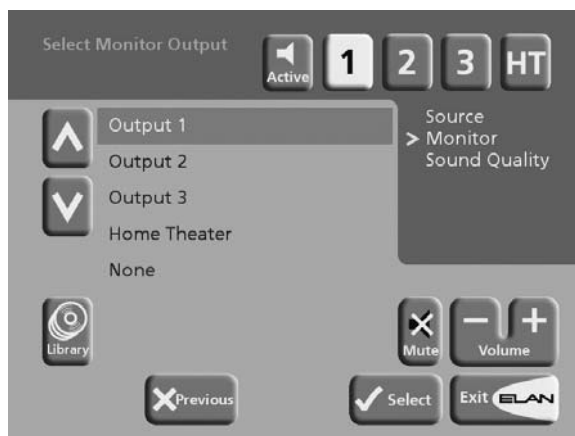 Select Monitor Output
Active
1
2
3
HT
Output 1
Output 2
Output 3
Home Theater
None
Source
> Monitor
Sound Quality
Library
Mute
− +
Volume
Previous
Select
Exit ELAN